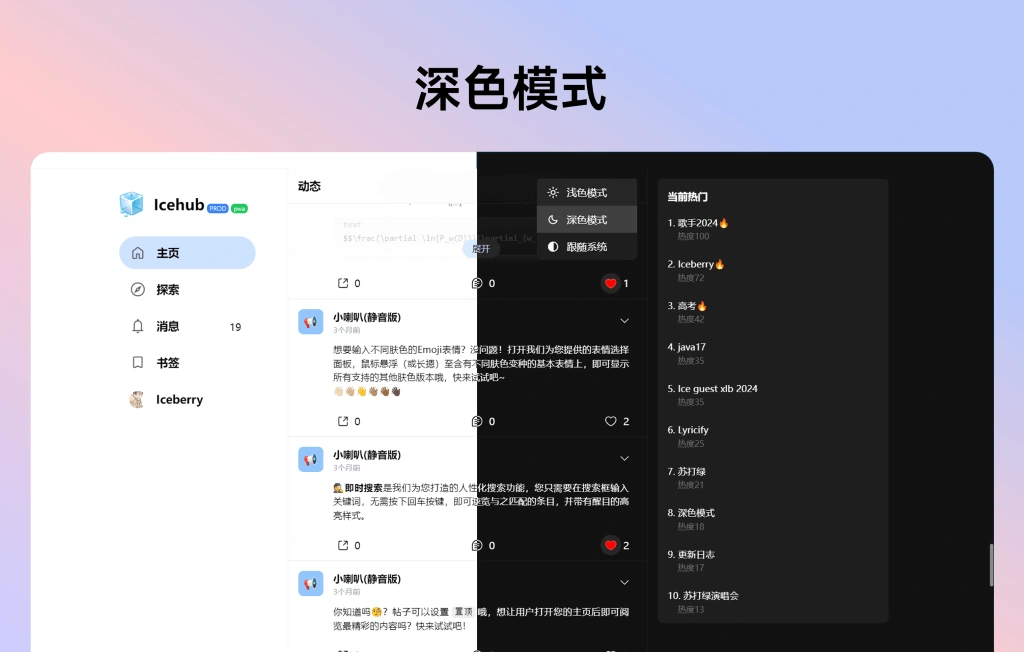 深色模式
Icehub PROD pwa
主页
探索
消息 19
书签
Iceberry
动态
text
展开
0 0 1
小喇叭(静音版)
3个月前
想要输入不同肤色的Emoji表情？没问题！打开我们为您提供的表情选择
面板，鼠标悬浮（或长摁）至含有不同肤色变种的基本表情上，即可显示
所有支持的其他肤色版本哦，快来试试吧~
👋🏻👋🏼👋👋🏽👋🏾👋🏿
0 0 2
小喇叭(静音版)
3个月前
🕵️即时搜索是我们为您打造的人性化搜索功能，您只需要在搜索框输入
关键词，无需按下回车按键，即可速览与之匹配的条目，并带有醒目的高
亮样式。
0 0 2
小喇叭(静音版)
3个月前
你知道吗🧐？帖子可以设置 置顶 哦，想让用户打开您的主页后即可阅
览最精彩的内容吗？快来试试吧！
浅色模式
深色模式
跟随系统
当前热门
1. 歌手2024🔥
热度100
2. Iceberry🔥
热度72
3. 高考🔥
热度42
4. java17
热度35
5. Ice guest xlb 2024
热度35
6. Lyricify
热度25
7. 苏打绿
热度21
8. 深色模式
热度18
9. 更新日志
热度17
10. 苏打绿演唱会
热度13